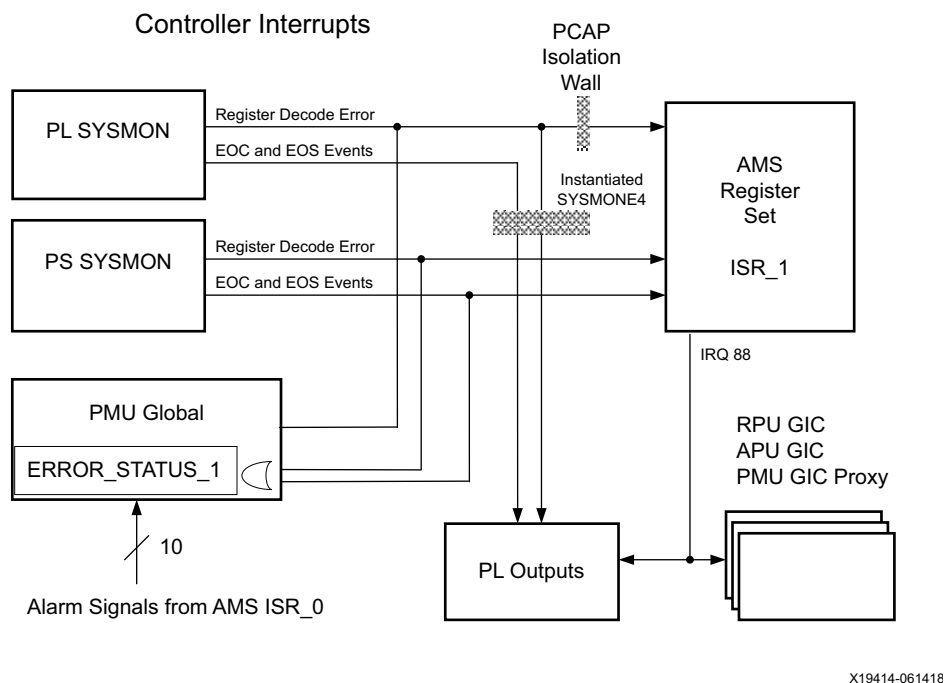 Controller Interrupts
PCAP
Isolation
Wall
PL SYSMON
Register Decode Error
EOC and EOS Events
Instantiated
SYSMONE4
AMS
Register
Set
ISR_1
PS SYSMON
Register Decode Error
EOC and EOS Events
IRQ 88
PMU Global
ERROR_STATUS_1
RPU GIC
APU GIC
PMU GIC Proxy
10
PL Outputs
Alarm Signals from AMS ISR_0
X19414-061418